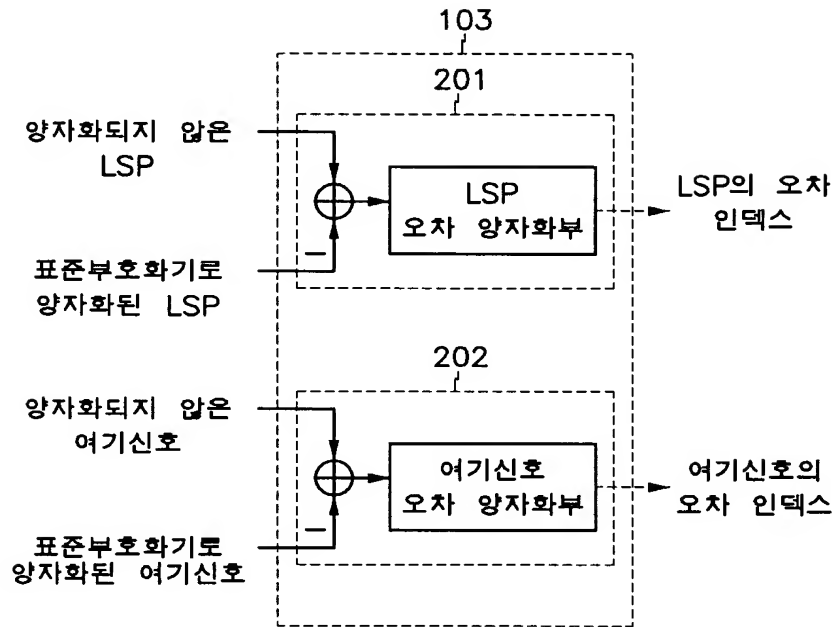 103
201
양자화되지 않은
LSP
LSP
오차 양자화부
LSP의 오차
인덱스
표준부호화기로
양자화된 LSP
202
양자화되지 않은
여기신호
여기신호
오차 양자화부
여기신호의
오차 인덱스
표준부호화기로
양자화된 여기신호